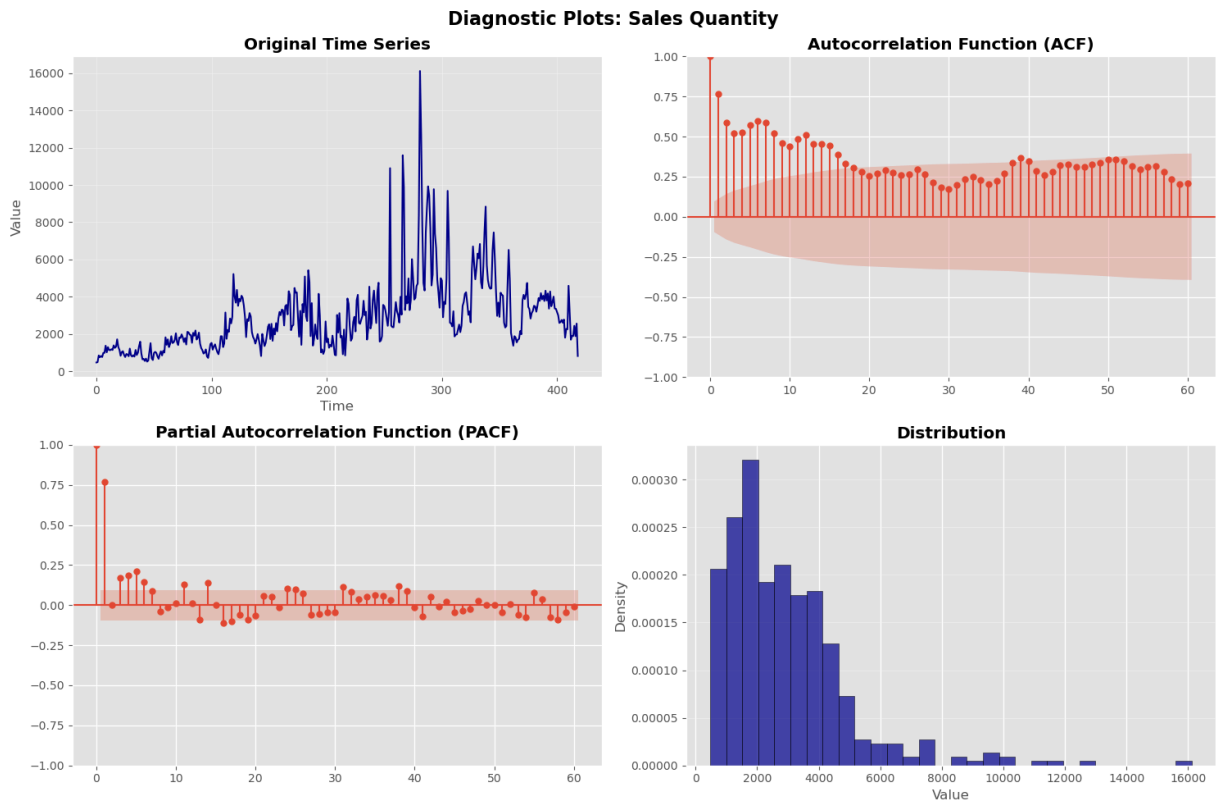 Diagnostic Plots: Sales Quantity
Original Time Series
16000
14000
12000
10000
8000
6000
4000
2000
0
Value
0 100 200 300 400
Time
Autocorrelation Function (ACF)
1.00
0.75
0.50
0.25
0.00
−0.25
−0.50
−0.75
−1.00
0 10 20 30 40 50 60
Partial Autocorrelation Function (PACF)
1.00
0.75
0.50
0.25
0.00
−0.25
−0.50
−0.75
−1.00
0 10 20 30 40 50 60
Distribution
0.00030
0.00025
0.00020
0.00015
0.00010
0.00005
0.00000
Density
0 2000 4000 6000 8000 10000 12000 14000 16000
Value